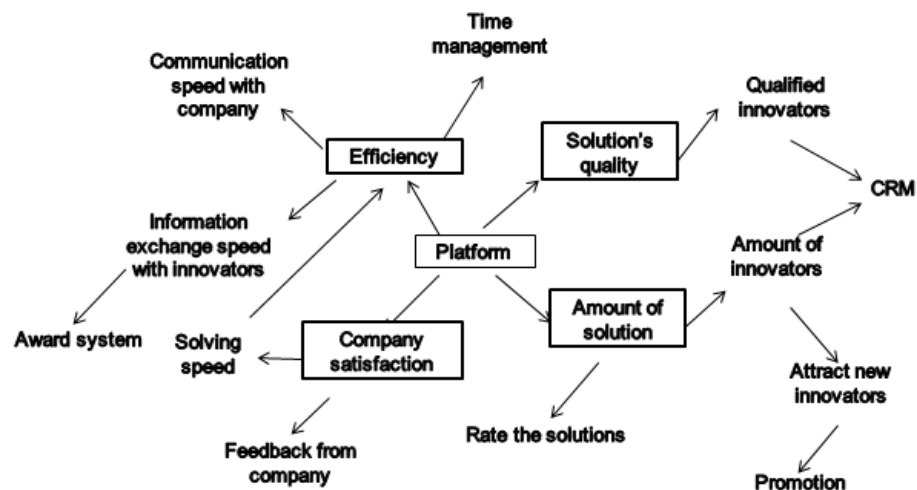 Time
management
Communication
speed with
company
Qualified
innovators
Efficiency
Solution's
quality
CRM
Information
exchange speed
with innovators
Platform
Amount of
innovators
Amount of
solution
Award system
Solving
speed
Company
satisfaction
Attract new
innovators
Rate the solutions
Feedback from
company
Promotion